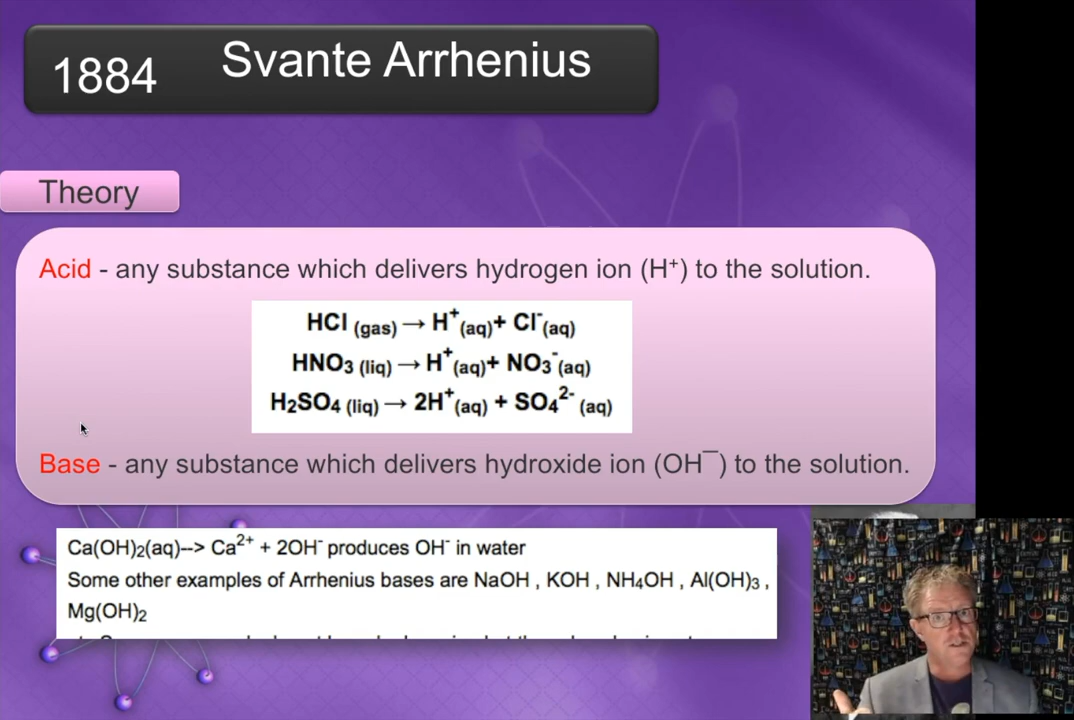 1884 Svante Arrhenius
Theory
Acid - any substance which delivers hydrogen ion (H⁺) to the solution.
HCl (gas) → H⁺(aq)+ Cl⁻(aq)
HNO₃ (liq) → H⁺(aq)+ NO₃⁻(aq)
H₂SO₄ (liq) → 2H⁺(aq) + SO₄²⁻ (aq)
Base - any substance which delivers hydroxide ion (OH⁻) to the solution.
Ca(OH)₂(aq)--> Ca²⁺ + 2OH⁻ produces OH⁻ in water
Some other examples of Arrhenius bases are NaOH , KOH , NH₄OH , Al(OH)₃ ,
Mg(OH)₂